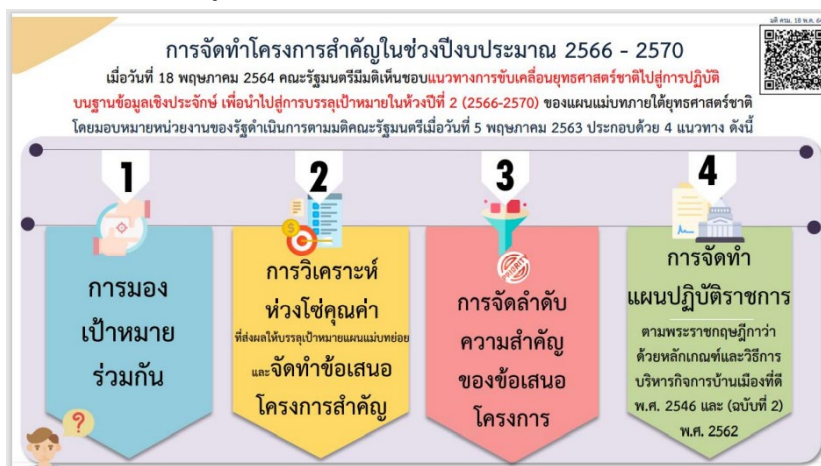 มติ ครม. 18 พ.ค. 64
การจัดทำโครงการสำคัญในช่วงปีงบประมาณ 2566 - 2570
เมื่อวันที่ 18 พฤษภาคม 2564 คณะรัฐมนตรีมีมติเห็นชอบแนวทางการขับเคลื่อนยุทธศาสตร์ชาติไปสู่การปฏิบัติ
บนฐานข้อมูลเชิงประจักษ์ เพื่อนำไปสู่การบรรลุเป้าหมายในห้วงปีที่ 2 (2566-2570) ของแผนแม่บทภายใต้ยุทธศาสตร์ชาติ
โดยมอบหมายหน่วยงานของรัฐดำเนินการตามมติคณะรัฐมนตรีเมื่อวันที่ 5 พฤษภาคม 2563 ประกอบด้วย 4 แนวทาง ดังนี้
1
การมอง
เป้าหมาย
ร่วมกัน
?
2
การวิเคราะห์
ห่วงโซ่คุณค่า
ที่ส่งผลให้บรรลุเป้าหมายแผนแม่บทย่อย
และจัดทำข้อเสนอ
โครงการสำคัญ
3
การจัดลำดับ
ความสำคัญ
ของข้อเสนอ
โครงการ
4
การจัดทำ
แผนปฏิบัติราชการ
ตามพระราชกฤษฎีกาว่า
ด้วยหลักเกณฑ์และวิธีการ
บริหารกิจการบ้านเมืองที่ดี
พ.ศ. 2546 และ (ฉบับที่ 2)
พ.ศ. 2562